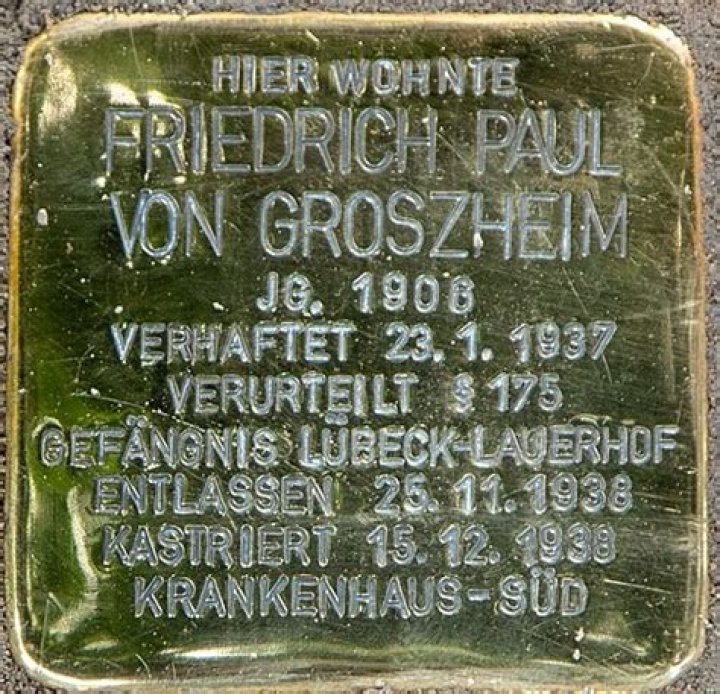 HIER WOHNTE
FRIEDRICH PAUL
VON GROSZHEIM
JG. 1906
VERHAFTET 23.1.1937
VERURTEILT § 175
GEFÄNGNIS LÜBECK-LAUERHOF
ENTLASSEN 25.11.1938
KASTRIERT 15.12.1938
KRANKENHAUS-SÜD